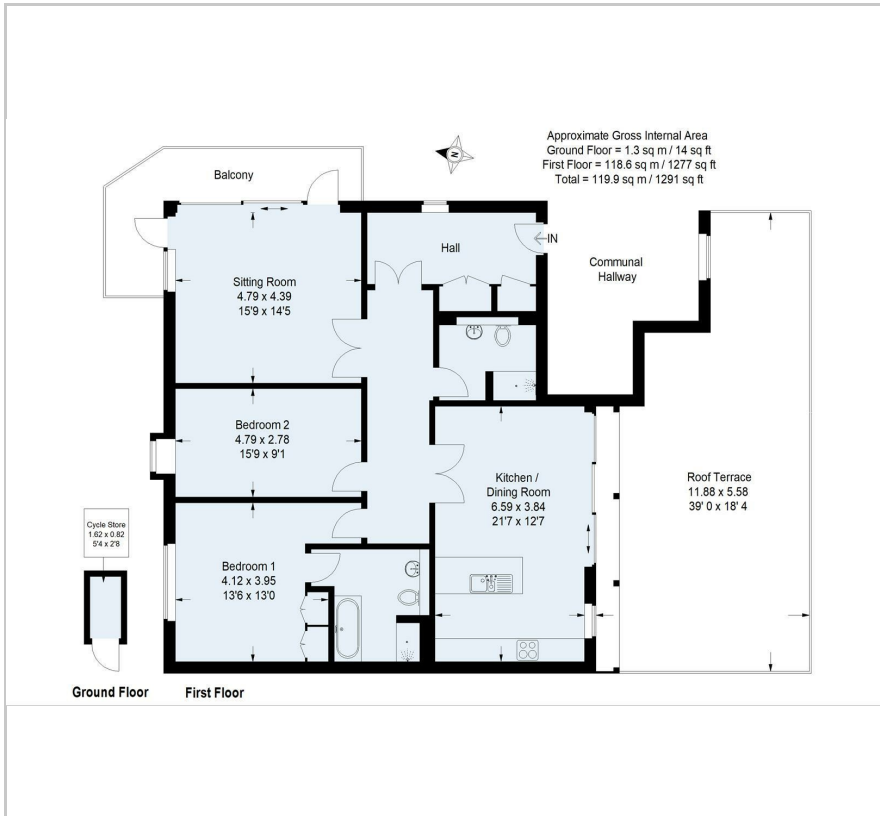 Approximate Gross Internal Area
Ground Floor = 1.3 sq m / 14 sq ft
First Floor = 118.6 sq m / 1277 sq ft
Total = 119.9 sq m / 1291 sq ft
Balcony
N
Hall
IN
Communal
Hallway
Sitting Room
4.79 x 4.39
15'9 x 14'5
Bedroom 2
4.79 x 2.78
15'9 x 9'1
Kitchen /
Dining Room
6.59 x 3.84
21'7 x 12'7
Roof Terrace
11.88 x 5.58
39' 0 x 18' 4
Cycle Store
1.62 x 0.82
5'4 x 2'8
Bedroom 1
4.12 x 3.95
13'6 x 13'0
Ground Floor
First Floor